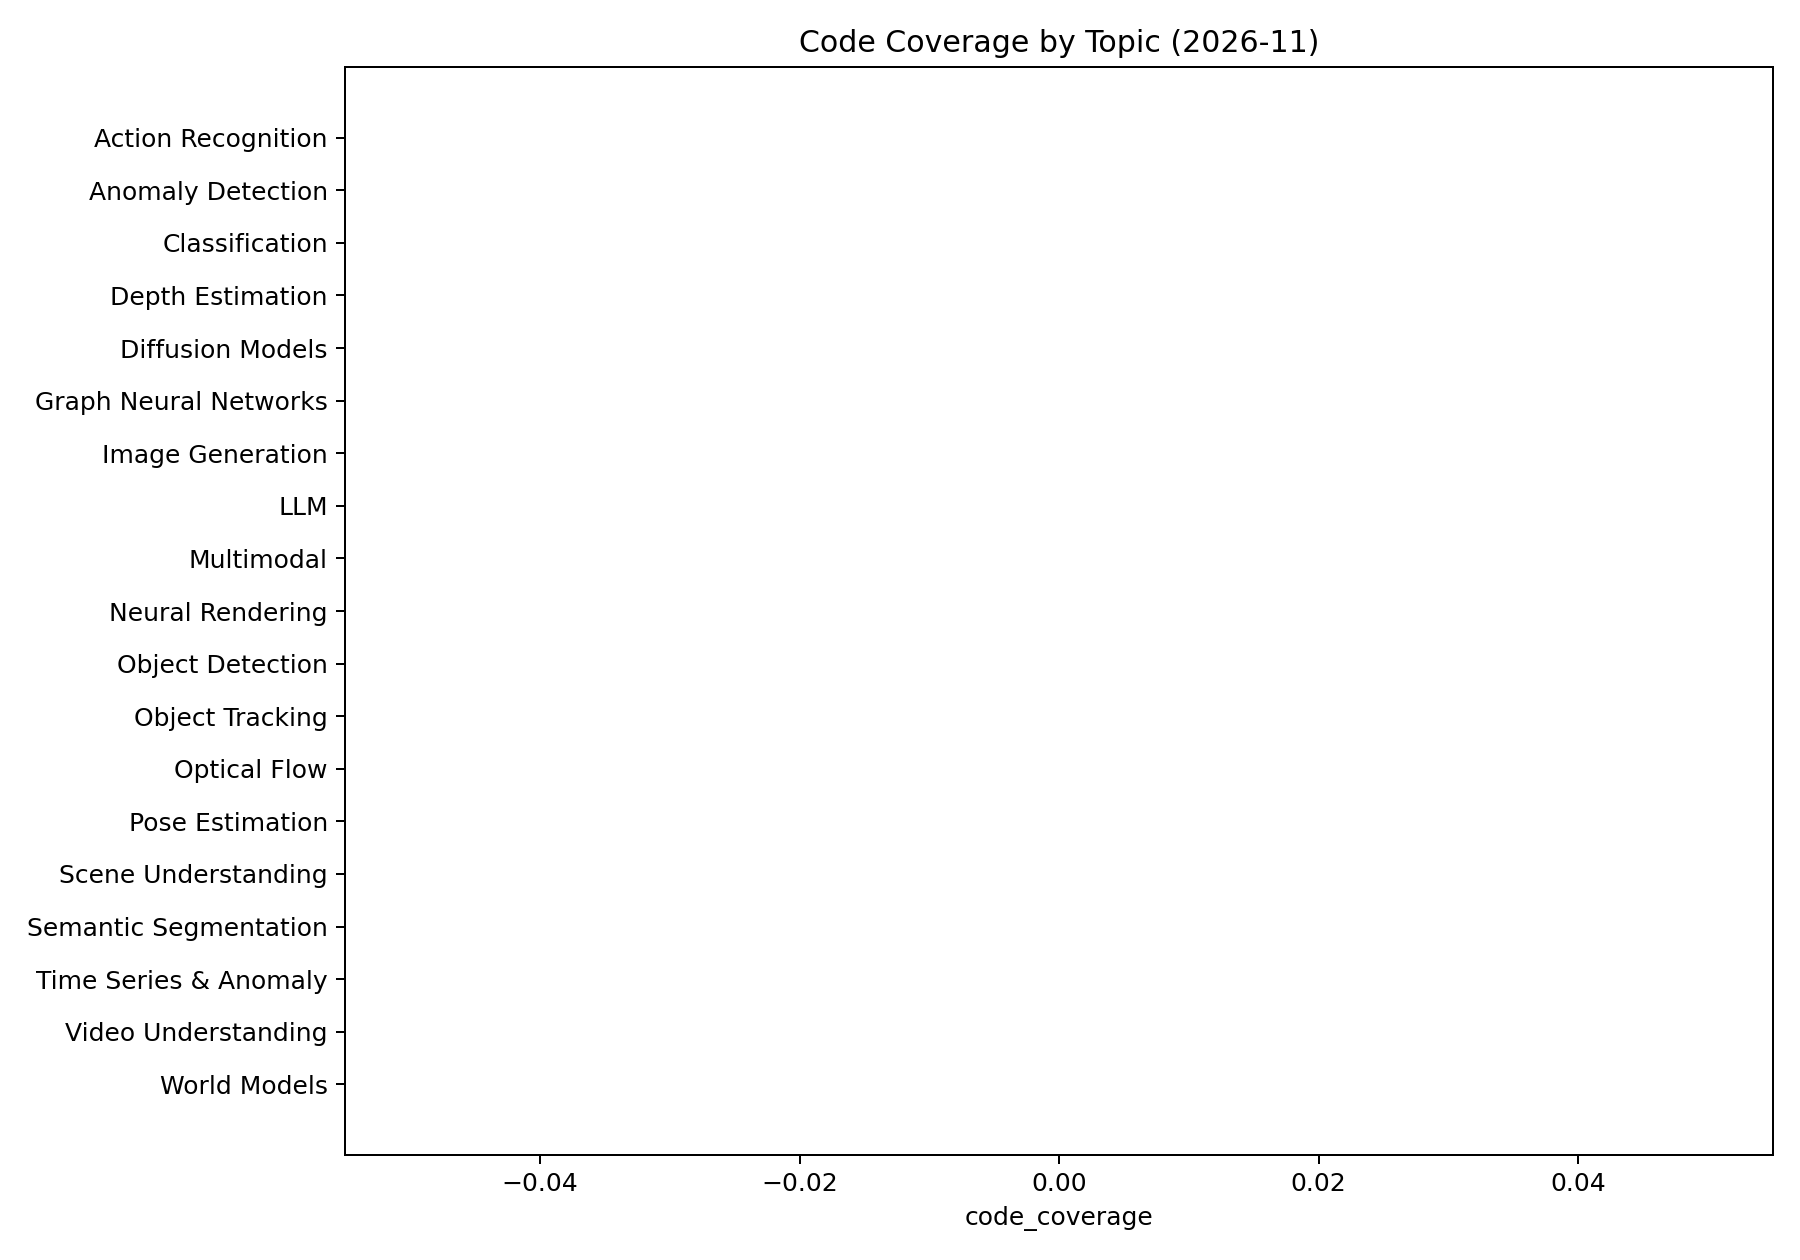 Code Coverage by Topic (2026-11)
Action Recognition
Anomaly Detection
Classification
Depth Estimation
Diffusion Models
Graph Neural Networks
Image Generation
LLM
Multimodal
Neural Rendering
Object Detection
Object Tracking
Optical Flow
Pose Estimation
Scene Understanding
Semantic Segmentation
Time Series & Anomaly
Video Understanding
World Models
−0.04 −0.02 0.00 0.02 0.04
code_coverage